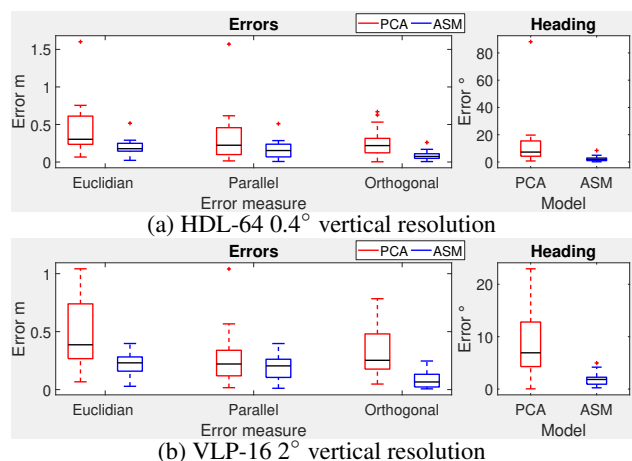 Errors
PCA ASM
Heading
Error m
1.5
1
0.5
0
Euclidian Parallel Orthogonal
Error measure
Error °
80
60
40
20
0
PCA ASM
Model
(a) HDL-64 0.4° vertical resolution
Errors
PCA ASM
Heading
Error m
1
0.5
0
Euclidian Parallel Orthogonal
Error measure
Error °
20
10
0
PCA ASM
Model
(b) VLP-16 2° vertical resolution